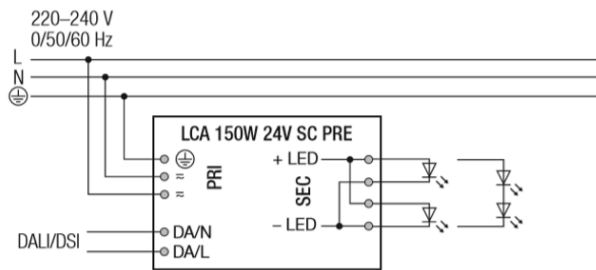 220–240 V
0/50/60 Hz
L
N
LCA 150W 24V SC PRE
+ LED
≈
PRI
SEC
≈
DA/N
– LED
DALI/DSI
DA/L